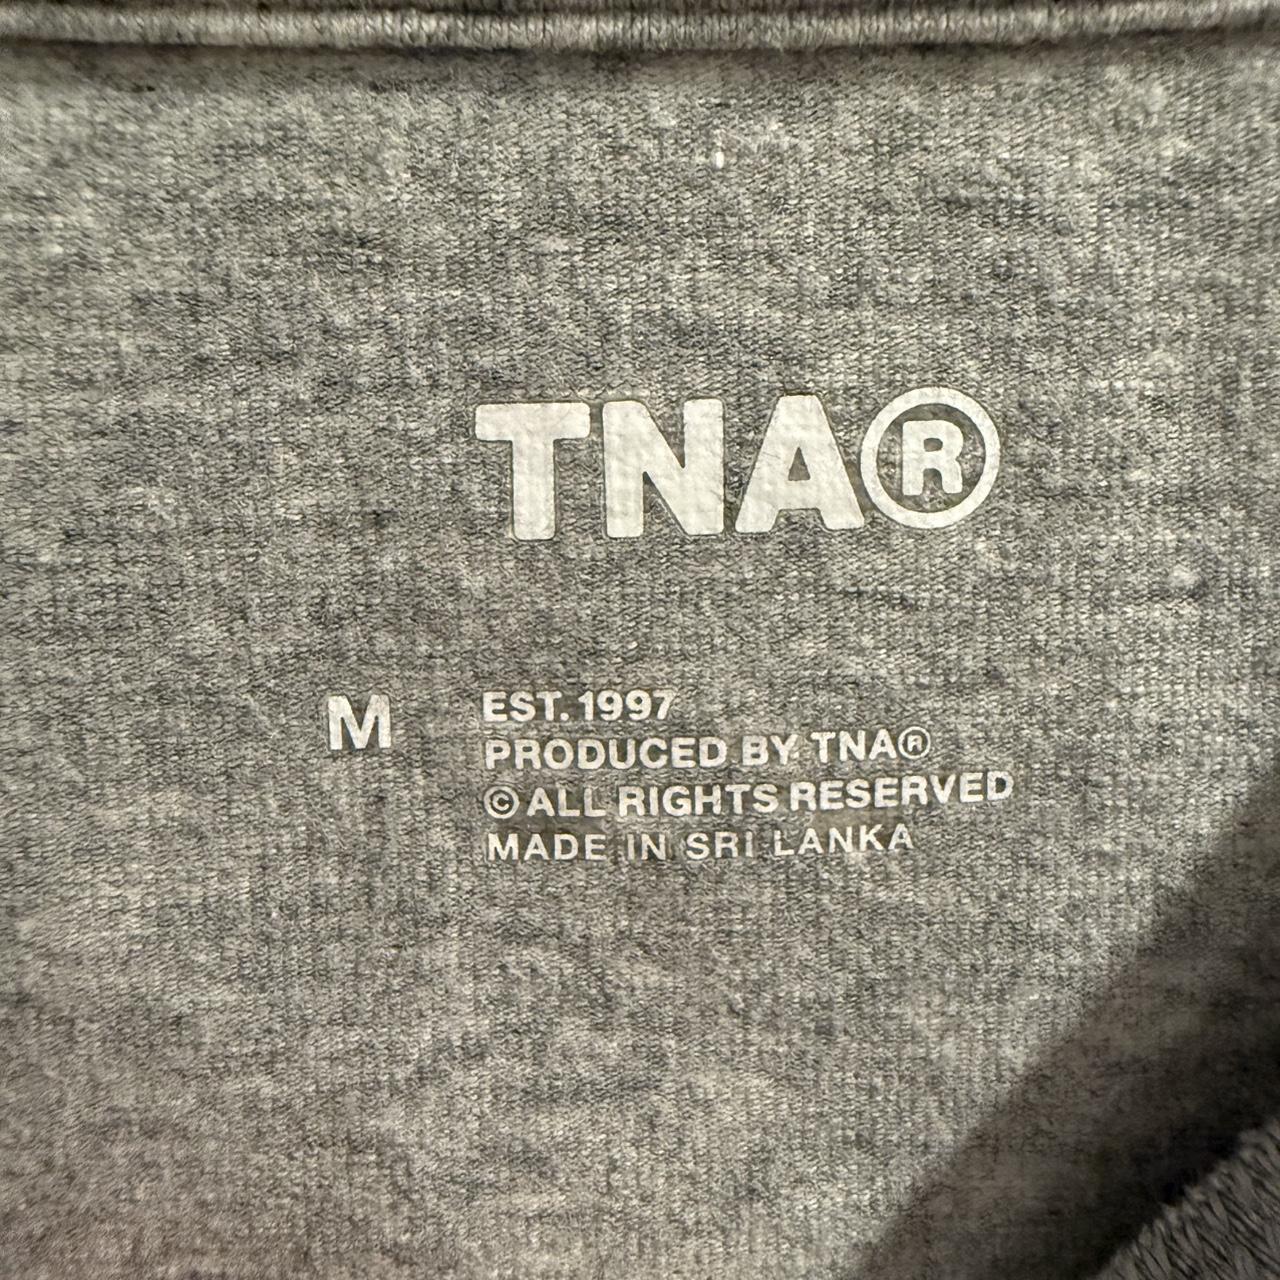 TNA®
M
EST. 1997
PRODUCED BY TNA®
© ALL RIGHTS RESERVED
MADE IN SRI LANKA